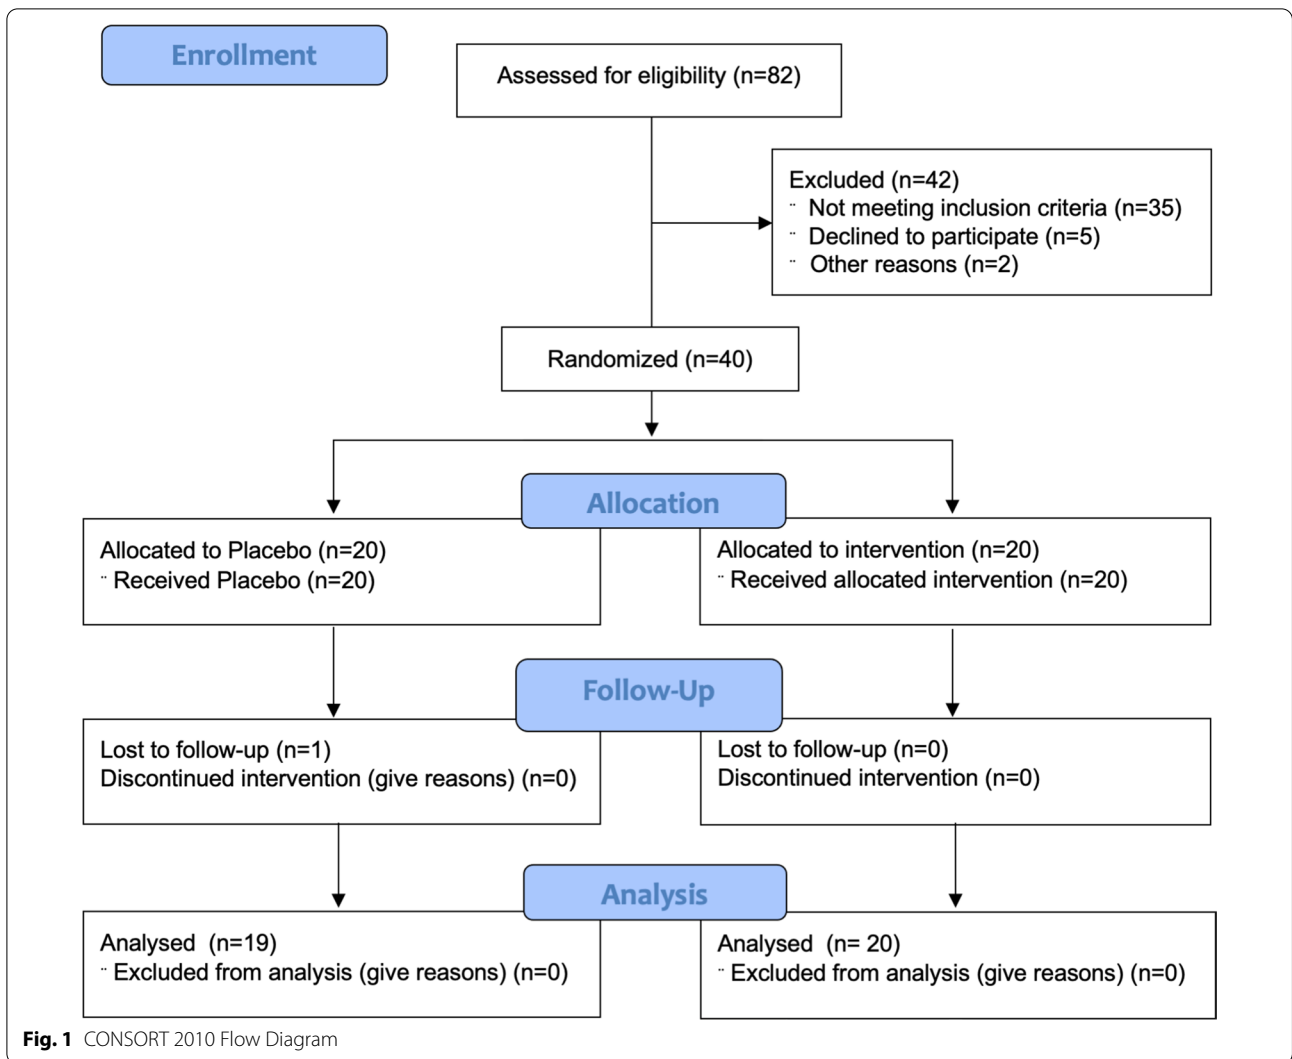 Enrollment
Assessed for eligibility (n=82)
Excluded (n=42)
¨ Not meeting inclusion criteria (n=35)
¨ Declined to participate (n=5)
¨ Other reasons (n=2)
Randomized (n=40)
Allocation
Allocated to Placebo (n=20)
¨ Received Placebo (n=20)
Allocated to intervention (n=20)
¨ Received allocated intervention (n=20)
Follow-Up
Lost to follow-up (n=1)
Discontinued intervention (give reasons) (n=0)
Lost to follow-up (n=0)
Discontinued intervention (n=0)
Analysis
Analysed (n=19)
¨ Excluded from analysis (give reasons) (n=0)
Analysed (n= 20)
¨ Excluded from analysis (give reasons) (n=0)
Fig. 1 CONSORT 2010 Flow Diagram